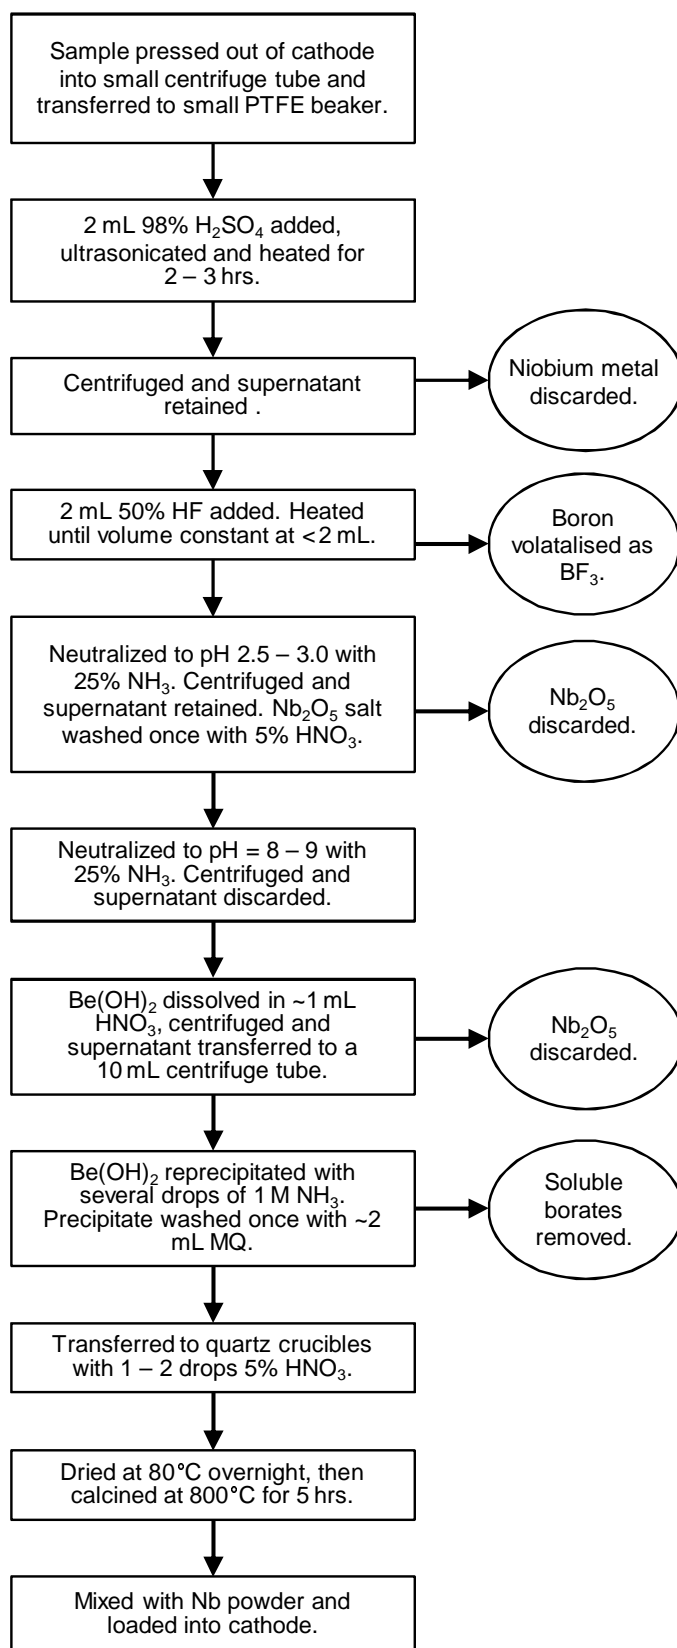 Sample pressed out of cathode
into small centrifuge tube and
transferred to small PTFE beaker.
2 mL 98% H₂SO₄ added,
ultrasonicated and heated for
2 – 3 hrs.
Centrifuged and supernatant
retained .
Niobium metal
discarded.
2 mL 50% HF added. Heated
until volume constant at <2 mL.
Boron
volatalised as
BF₃.
Neutralized to pH 2.5 – 3.0 with
25% NH₃. Centrifuged and
supernatant retained. Nb₂O₅ salt
washed once with 5% HNO₃.
Nb₂O₅
discarded.
Neutralized to pH = 8 – 9 with
25% NH₃. Centrifuged and
supernatant discarded.
Be(OH)₂ dissolved in ~1 mL
HNO₃, centrifuged and
supernatant transferred to a
10 mL centrifuge tube.
Nb₂O₅
discarded.
Be(OH)₂ reprecipitated with
several drops of 1 M NH₃.
Precipitate washed once with ~2
mL MQ.
Soluble
borates
removed.
Transferred to quartz crucibles
with 1 – 2 drops 5% HNO₃.
Dried at 80°C overnight, then
calcined at 800°C for 5 hrs.
Mixed with Nb powder and
loaded into cathode.